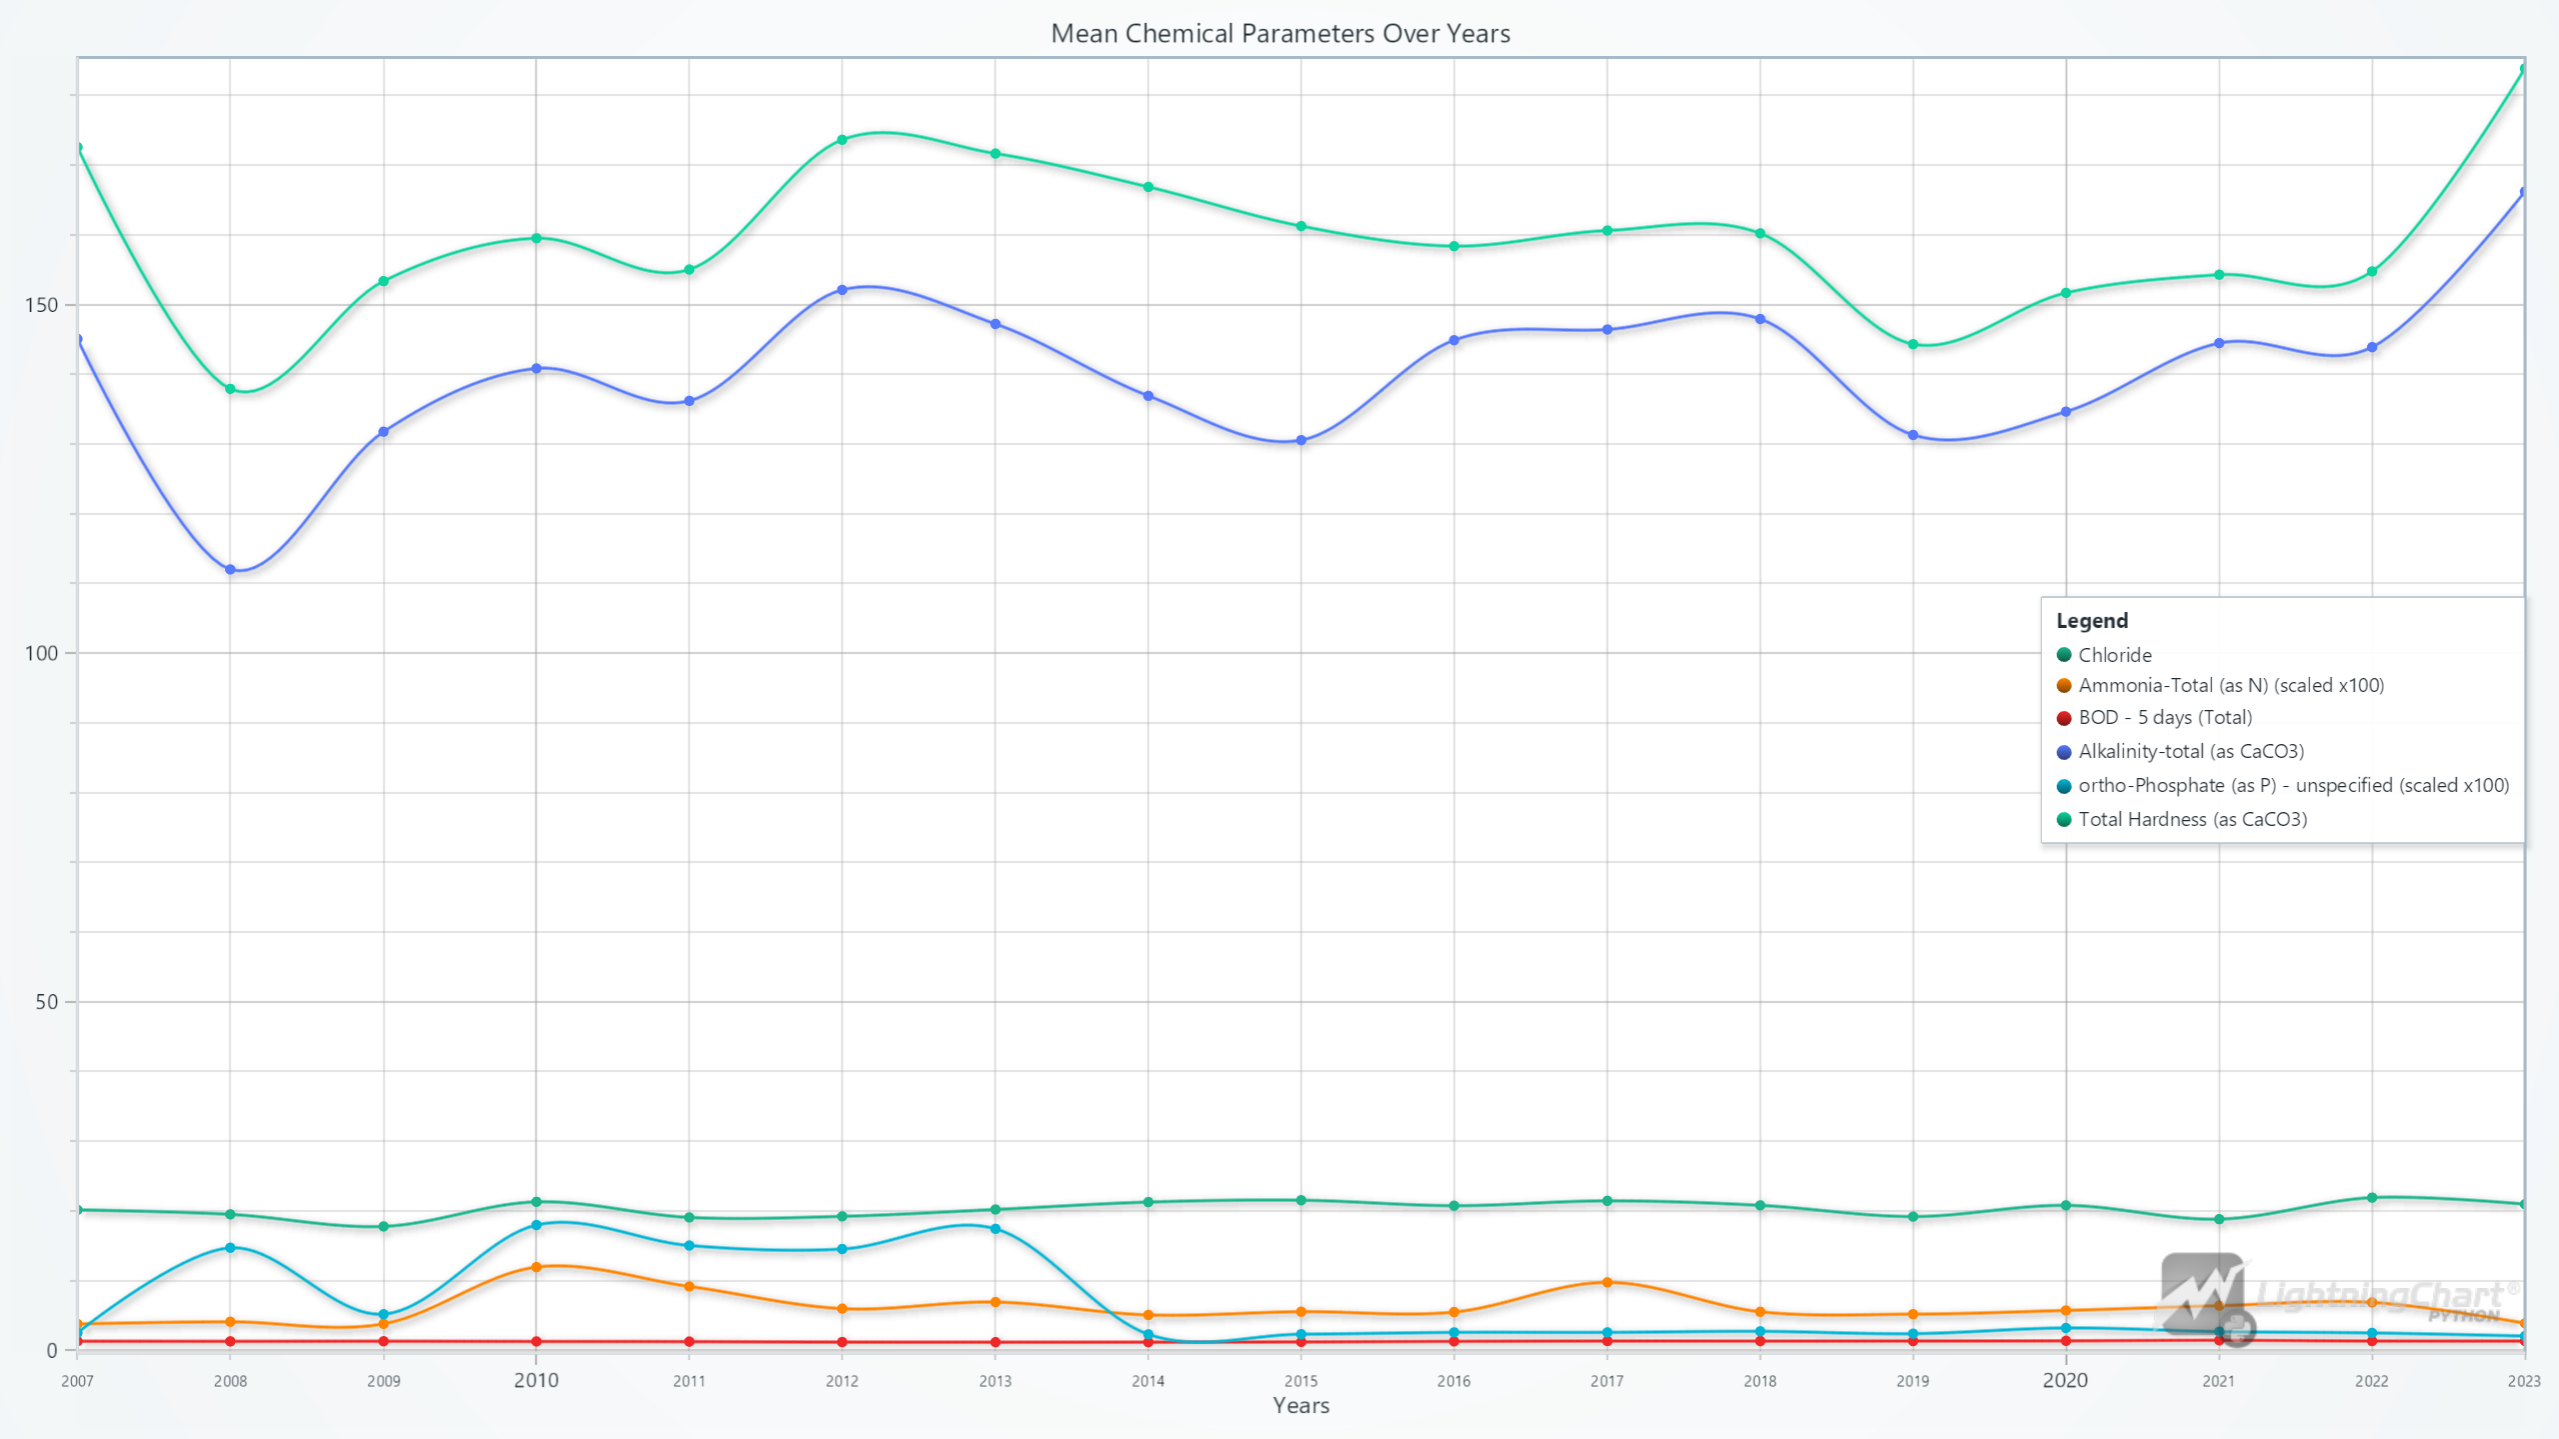 Mean Chemical Parameters Over Years
150
100
50
0
Legend
Chloride
Ammonia-Total (as N) (scaled x100)
BOD - 5 days (Total)
Alkalinity-total (as CaCO3)
ortho-Phosphate (as P) - unspecified (scaled x100)
Total Hardness (as CaCO3)
LightningChart®
PYTHON
2007 2008 2009 2010 2011 2012 2013 2014 2015 2016 2017 2018 2019 2020 2021 2022 2023
Years